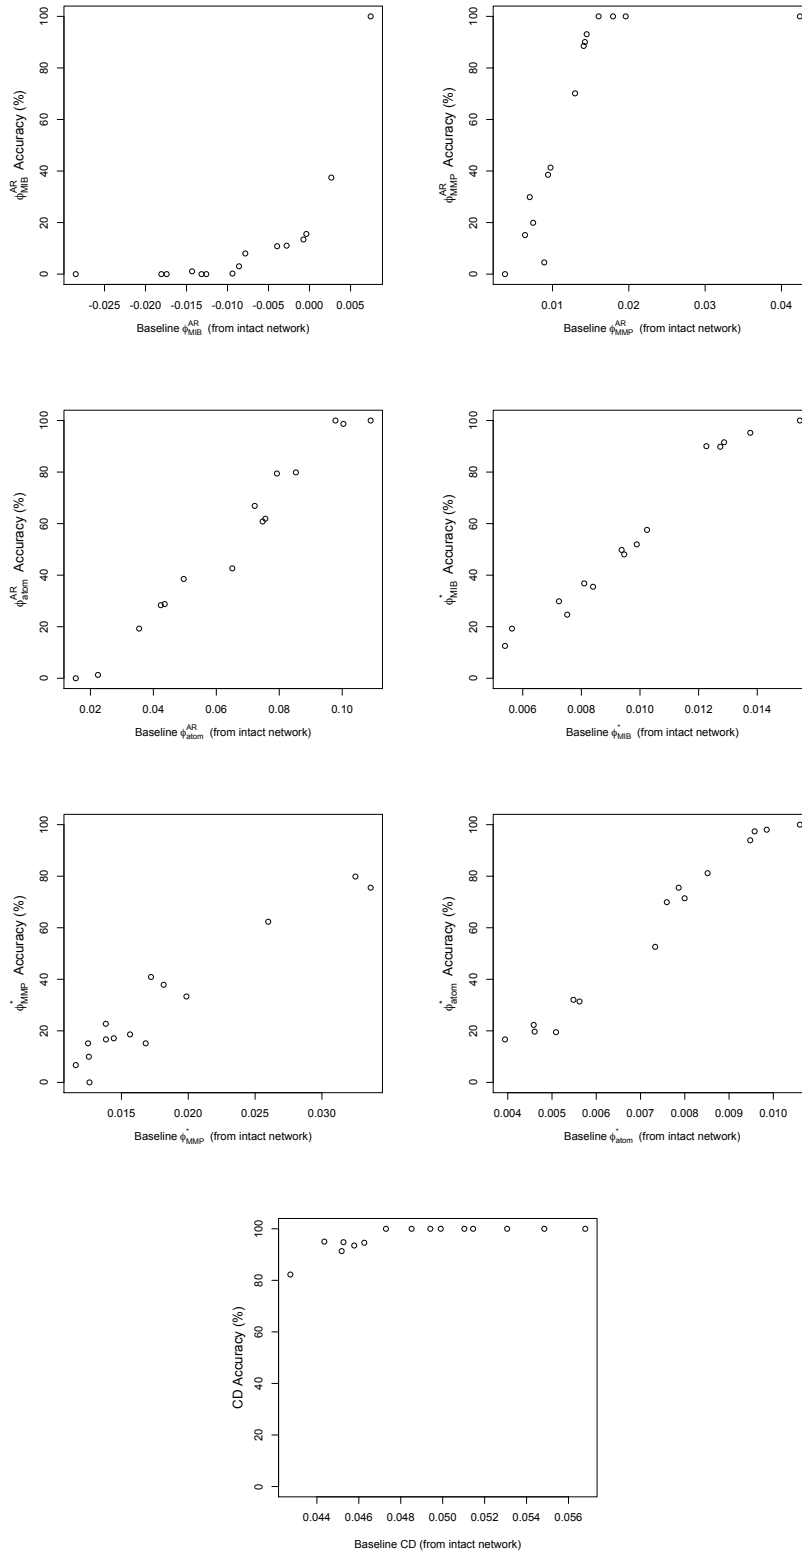 100
80
60
40
20
0
ϕ^AR_MIB Accuracy (%)
-0.025 -0.020 -0.015 -0.010 -0.005 0.000 0.005
Baseline ϕ^AR_MIB (from intact network)
100
80
60
40
20
0
ϕ^AR_MMP Accuracy (%)
0.01 0.02 0.03 0.04
Baseline ϕ^AR_MMP (from intact network)
100
80
60
40
20
0
ϕ^AR_atom Accuracy (%)
0.02 0.04 0.06 0.08 0.10
Baseline ϕ^AR_atom (from intact network)
100
80
60
40
20
0
ϕ^*_MIB Accuracy (%)
0.006 0.008 0.010 0.012 0.014
Baseline ϕ^*_MIB (from intact network)
100
80
60
40
20
0
ϕ^*_MMP Accuracy (%)
0.015 0.020 0.025 0.030
Baseline ϕ^*_MMP (from intact network)
100
80
60
40
20
0
ϕ^*_atom Accuracy (%)
0.004 0.005 0.006 0.007 0.008 0.009 0.010
Baseline ϕ^*_atom (from intact network)
100
80
60
40
20
0
CD Accuracy (%)
0.044 0.046 0.048 0.050 0.052 0.054 0.056
Baseline CD (from intact network)